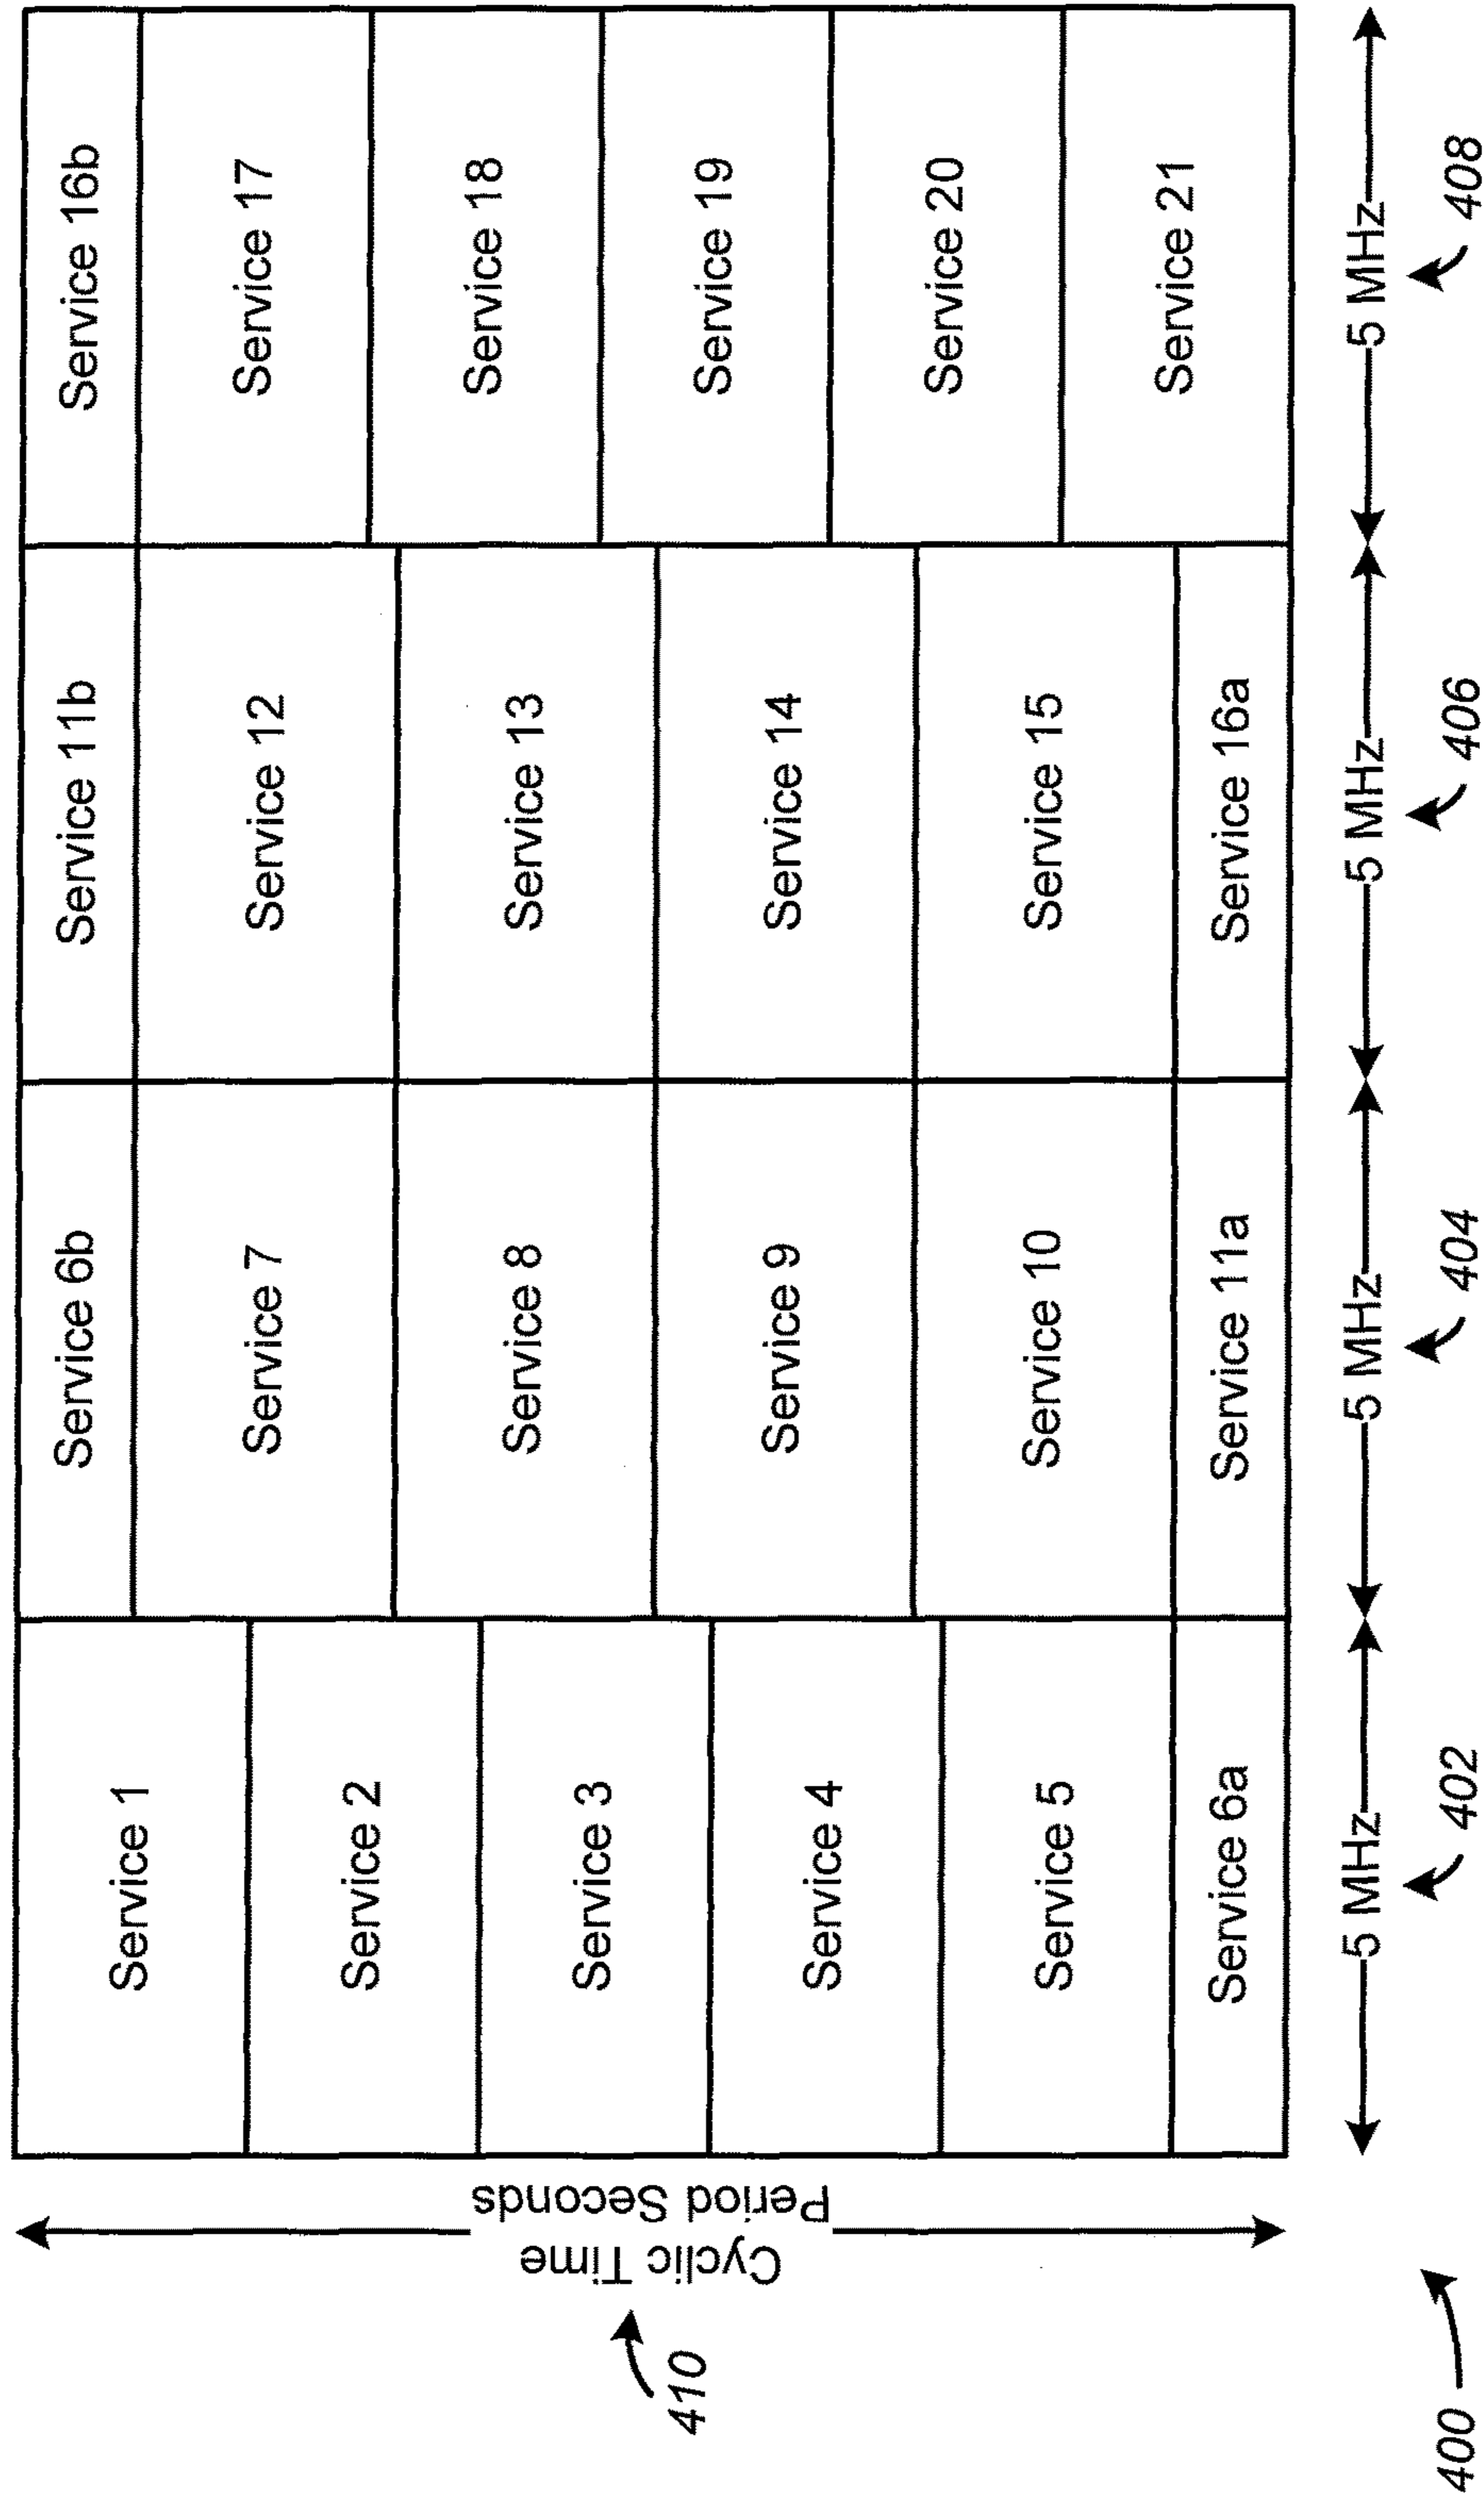 410
Cyclic Time
Period Seconds
Service 1
Service 2
Service 3
Service 4
Service 5
Service 6a
5 MHz
402
Service 6b
Service 7
Service 8
Service 9
Service 10
Service 11a
5 MHz
404
Service 11b
Service 12
Service 13
Service 14
Service 15
Service 16a
5 MHz
406
Service 16b
Service 17
Service 18
Service 19
Service 20
Service 21
5 MHz
408
400